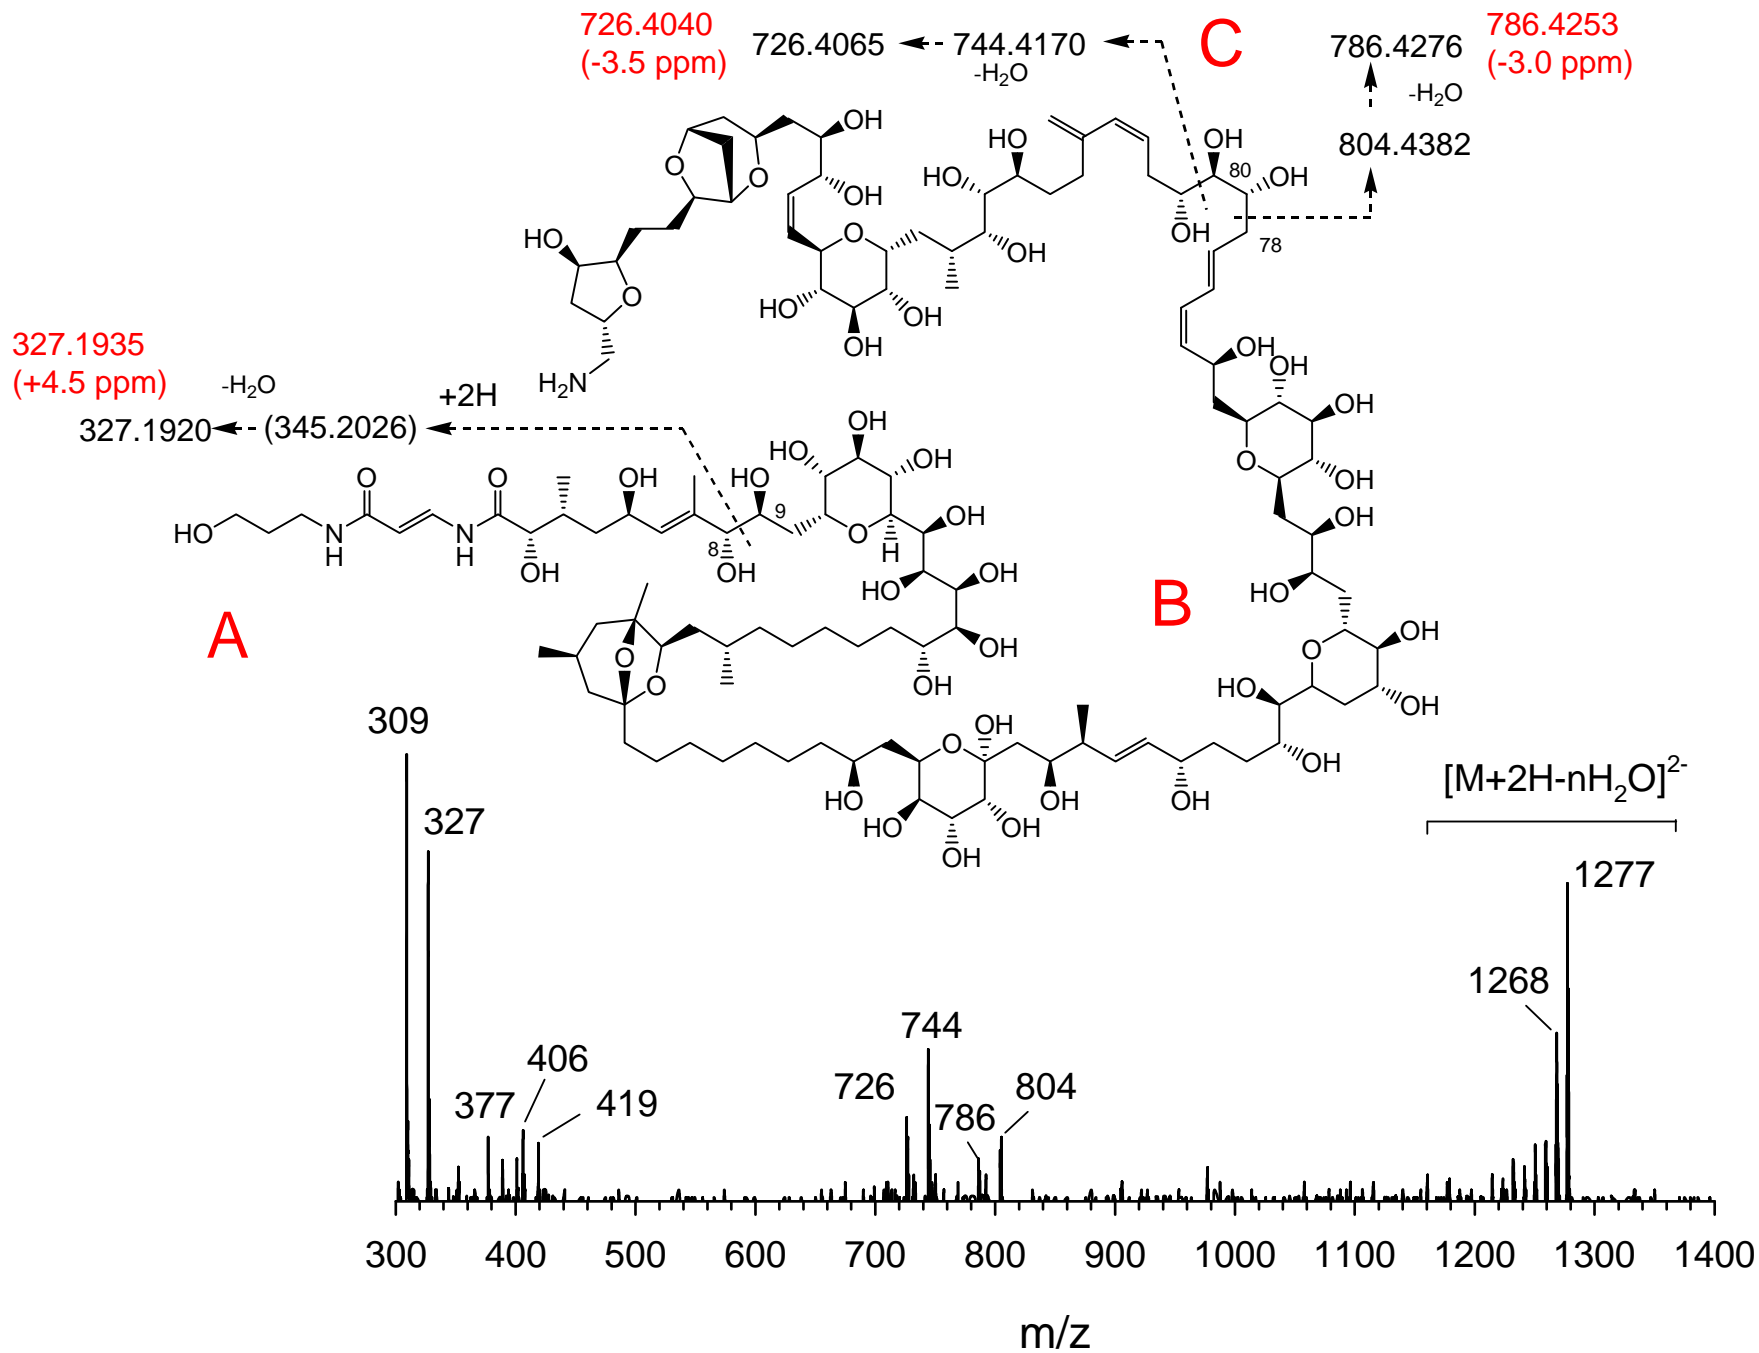 726.4040
(-3.5 ppm)
726.4065
744.4170
-H2O
C
786.4276
786.4253
(-3.0 ppm)
-H2O
804.4382
OH
OH
O
O
HO
O
H2N
O
HO
OH
OH
OH
HO
HO
OH
OH
OH
80
OH
78
OH
OH
OH
OH
O
OH
HO
OH
OH
O
HO
OH
327.1935
(+4.5 ppm)
-H2O
+2H
327.1920
(345.2026)
HO
N
H
O
N
H
O
OH
OH
8
OH
HO
9
HO
OH
OH
O
H
OH
HO
OH
OH
OH
A
B
O
O
HO
HO
O
OH
OH
OH
OH
OH
OH
[M+2H-nH2O]2-
309
327
377
406
419
726
744
786
804
1268
1277
300 400 500 600 700 800 900 1000 1100 1200 1300 1400
m/z